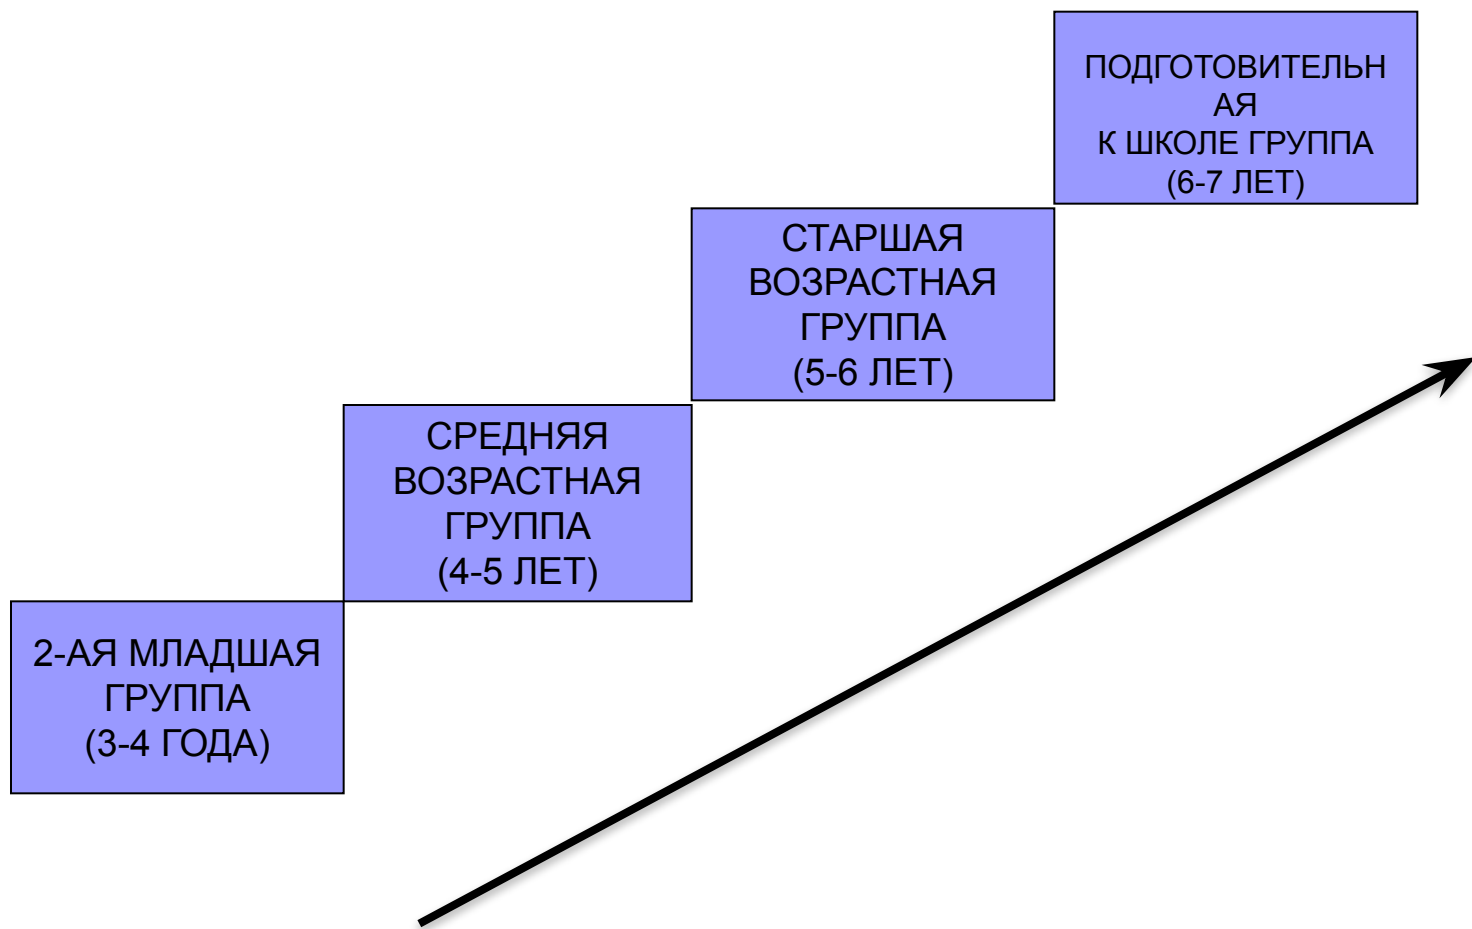 ПОДГОТОВИТЕЛЬН
АЯ
К ШКОЛЕ ГРУППА
(6-7 ЛЕТ)
СТАРШАЯ
ВОЗРАСТНАЯ
ГРУППА
(5-6 ЛЕТ)
СРЕДНЯЯ
ВОЗРАСТНАЯ
ГРУППА
(4-5 ЛЕТ)
2-АЯ МЛАДШАЯ
ГРУППА
(3-4 ГОДА)